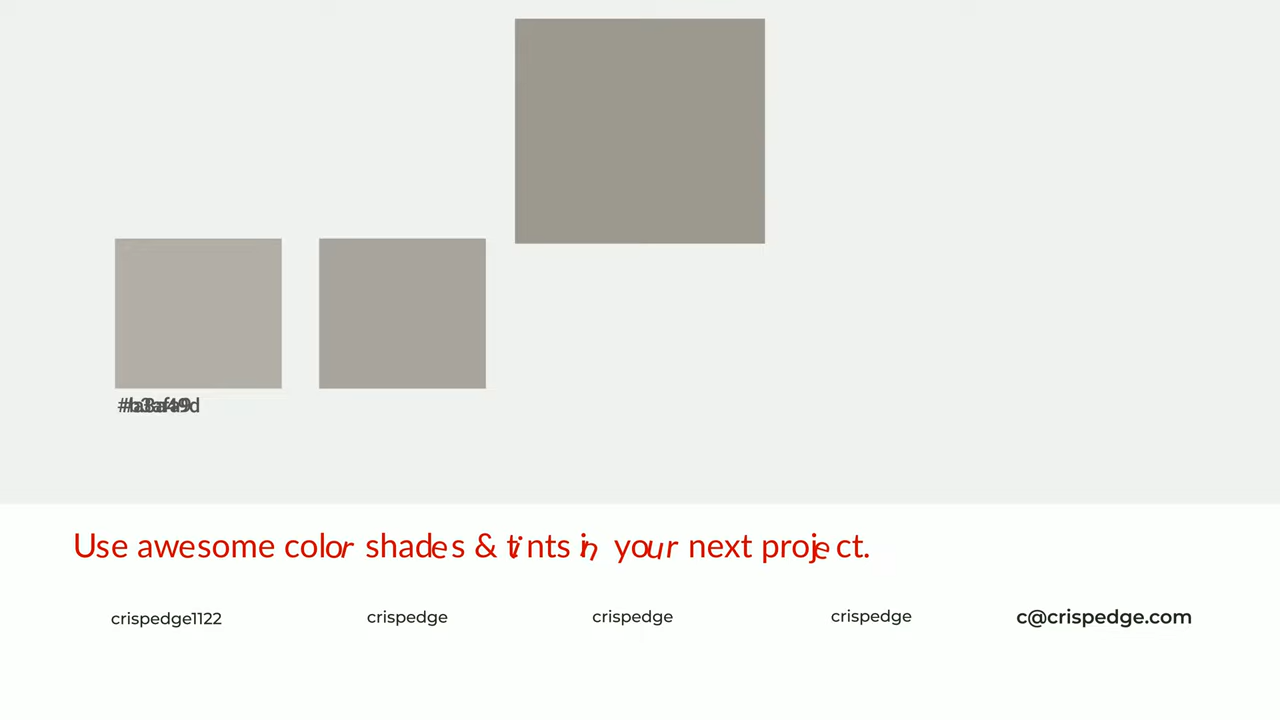 Use awesome color shades & tints in your next project.
crispedge1122 crispedge crispedge crispedge c@crispedge.com